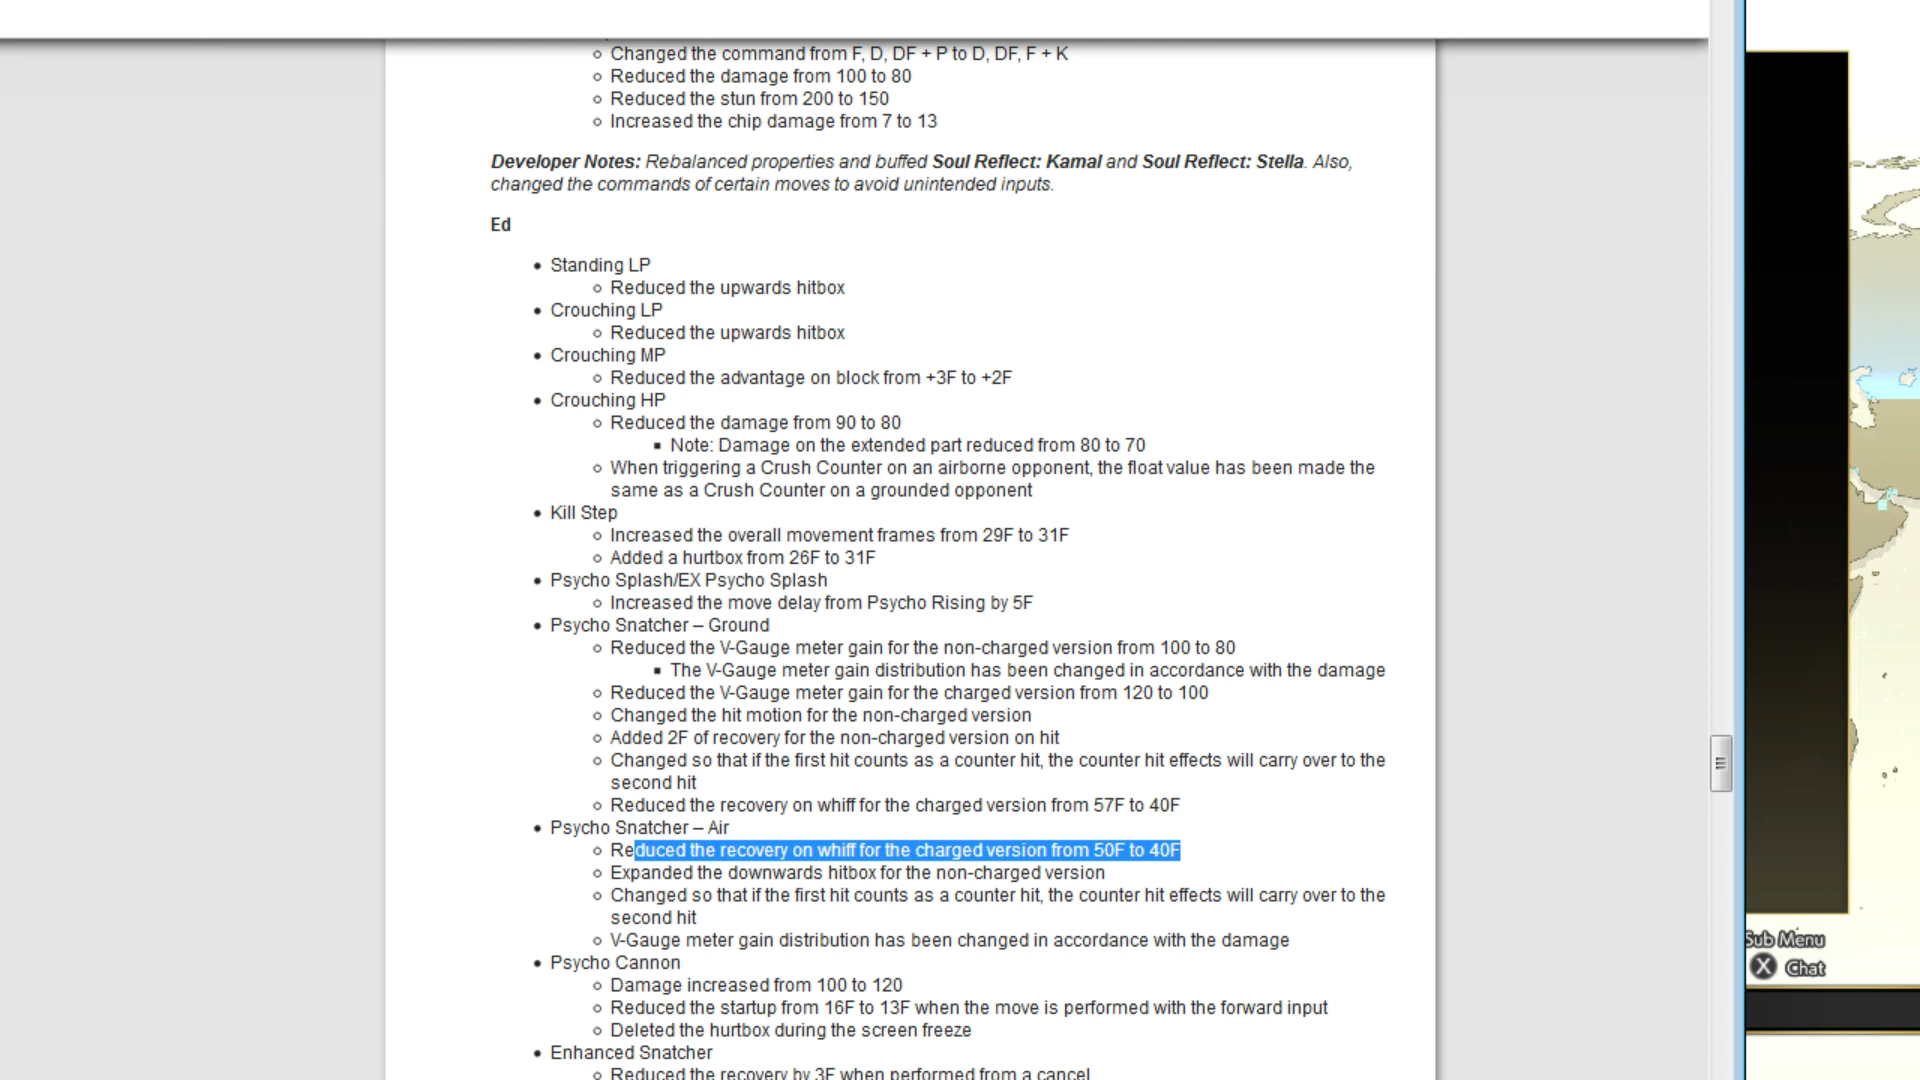 Changed the command from F, D, DF + P to D, DF, F + K
Reduced the damage from 100 to 80
Reduced the stun from 200 to 150
Increased the chip damage from 7 to 13
Developer Notes: Rebalanced properties and buffed Soul Reflect: Kamal and Soul Reflect: Stella. Also,
changed the commands of certain moves to avoid unintended inputs.
Ed
Standing LP
Reduced the upwards hitbox
Crouching LP
Reduced the upwards hitbox
Crouching MP
Reduced the advantage on block from +3F to +2F
Crouching HP
Reduced the damage from 90 to 80
Note: Damage on the extended part reduced from 80 to 70
When triggering a Crush Counter on an airborne opponent, the float value has been made the
same as a Crush Counter on a grounded opponent
Kill Step
Increased the overall movement frames from 29F to 31F
Added a hurtbox from 26F to 31F
Psycho Splash/EX Psycho Splash
Increased the move delay from Psycho Rising by 5F
Psycho Snatcher – Ground
Reduced the V-Gauge meter gain for the non-charged version from 100 to 80
The V-Gauge meter gain distribution has been changed in accordance with the damage
Reduced the V-Gauge meter gain for the charged version from 120 to 100
Changed the hit motion for the non-charged version
Added 2F of recovery for the non-charged version on hit
Changed so that if the first hit counts as a counter hit, the counter hit effects will carry over to the
second hit
Reduced the recovery on whiff for the charged version from 57F to 40F
Psycho Snatcher – Air
Reduced the recovery on whiff for the charged version from 50F to 40F
Expanded the downwards hitbox for the non-charged version
Changed so that if the first hit counts as a counter hit, the counter hit effects will carry over to the
second hit
V-Gauge meter gain distribution has been changed in accordance with the damage
Psycho Cannon
Damage increased from 100 to 120
Reduced the startup from 16F to 13F when the move is performed with the forward input
Deleted the hurtbox during the screen freeze
Enhanced Snatcher
Reduced the recovery by 3F when performed from a cancel
Sub Menu
X Chat